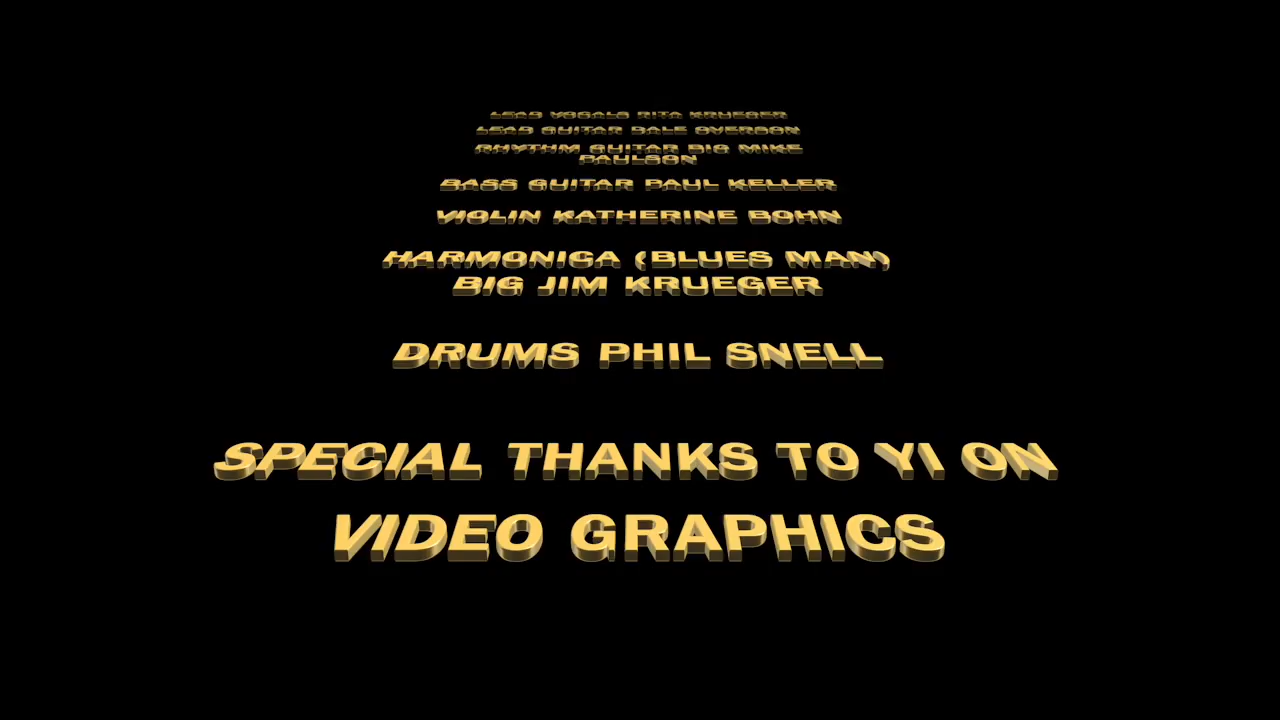 LEAD VOCALS RITA KRUEGER
LEAD GUITAR DALE OVERSON
RHYTHM GUITAR BIG MIKE
PAULSON
BASS GUITAR PAUL KELLER
VIOLIN KATHERINE BOHN
HARMONICA (BLUES MAN)
BIG JIM KRUEGER
DRUMS PHIL SNELL
SPECIAL THANKS TO YI ON
VIDEO GRAPHICS